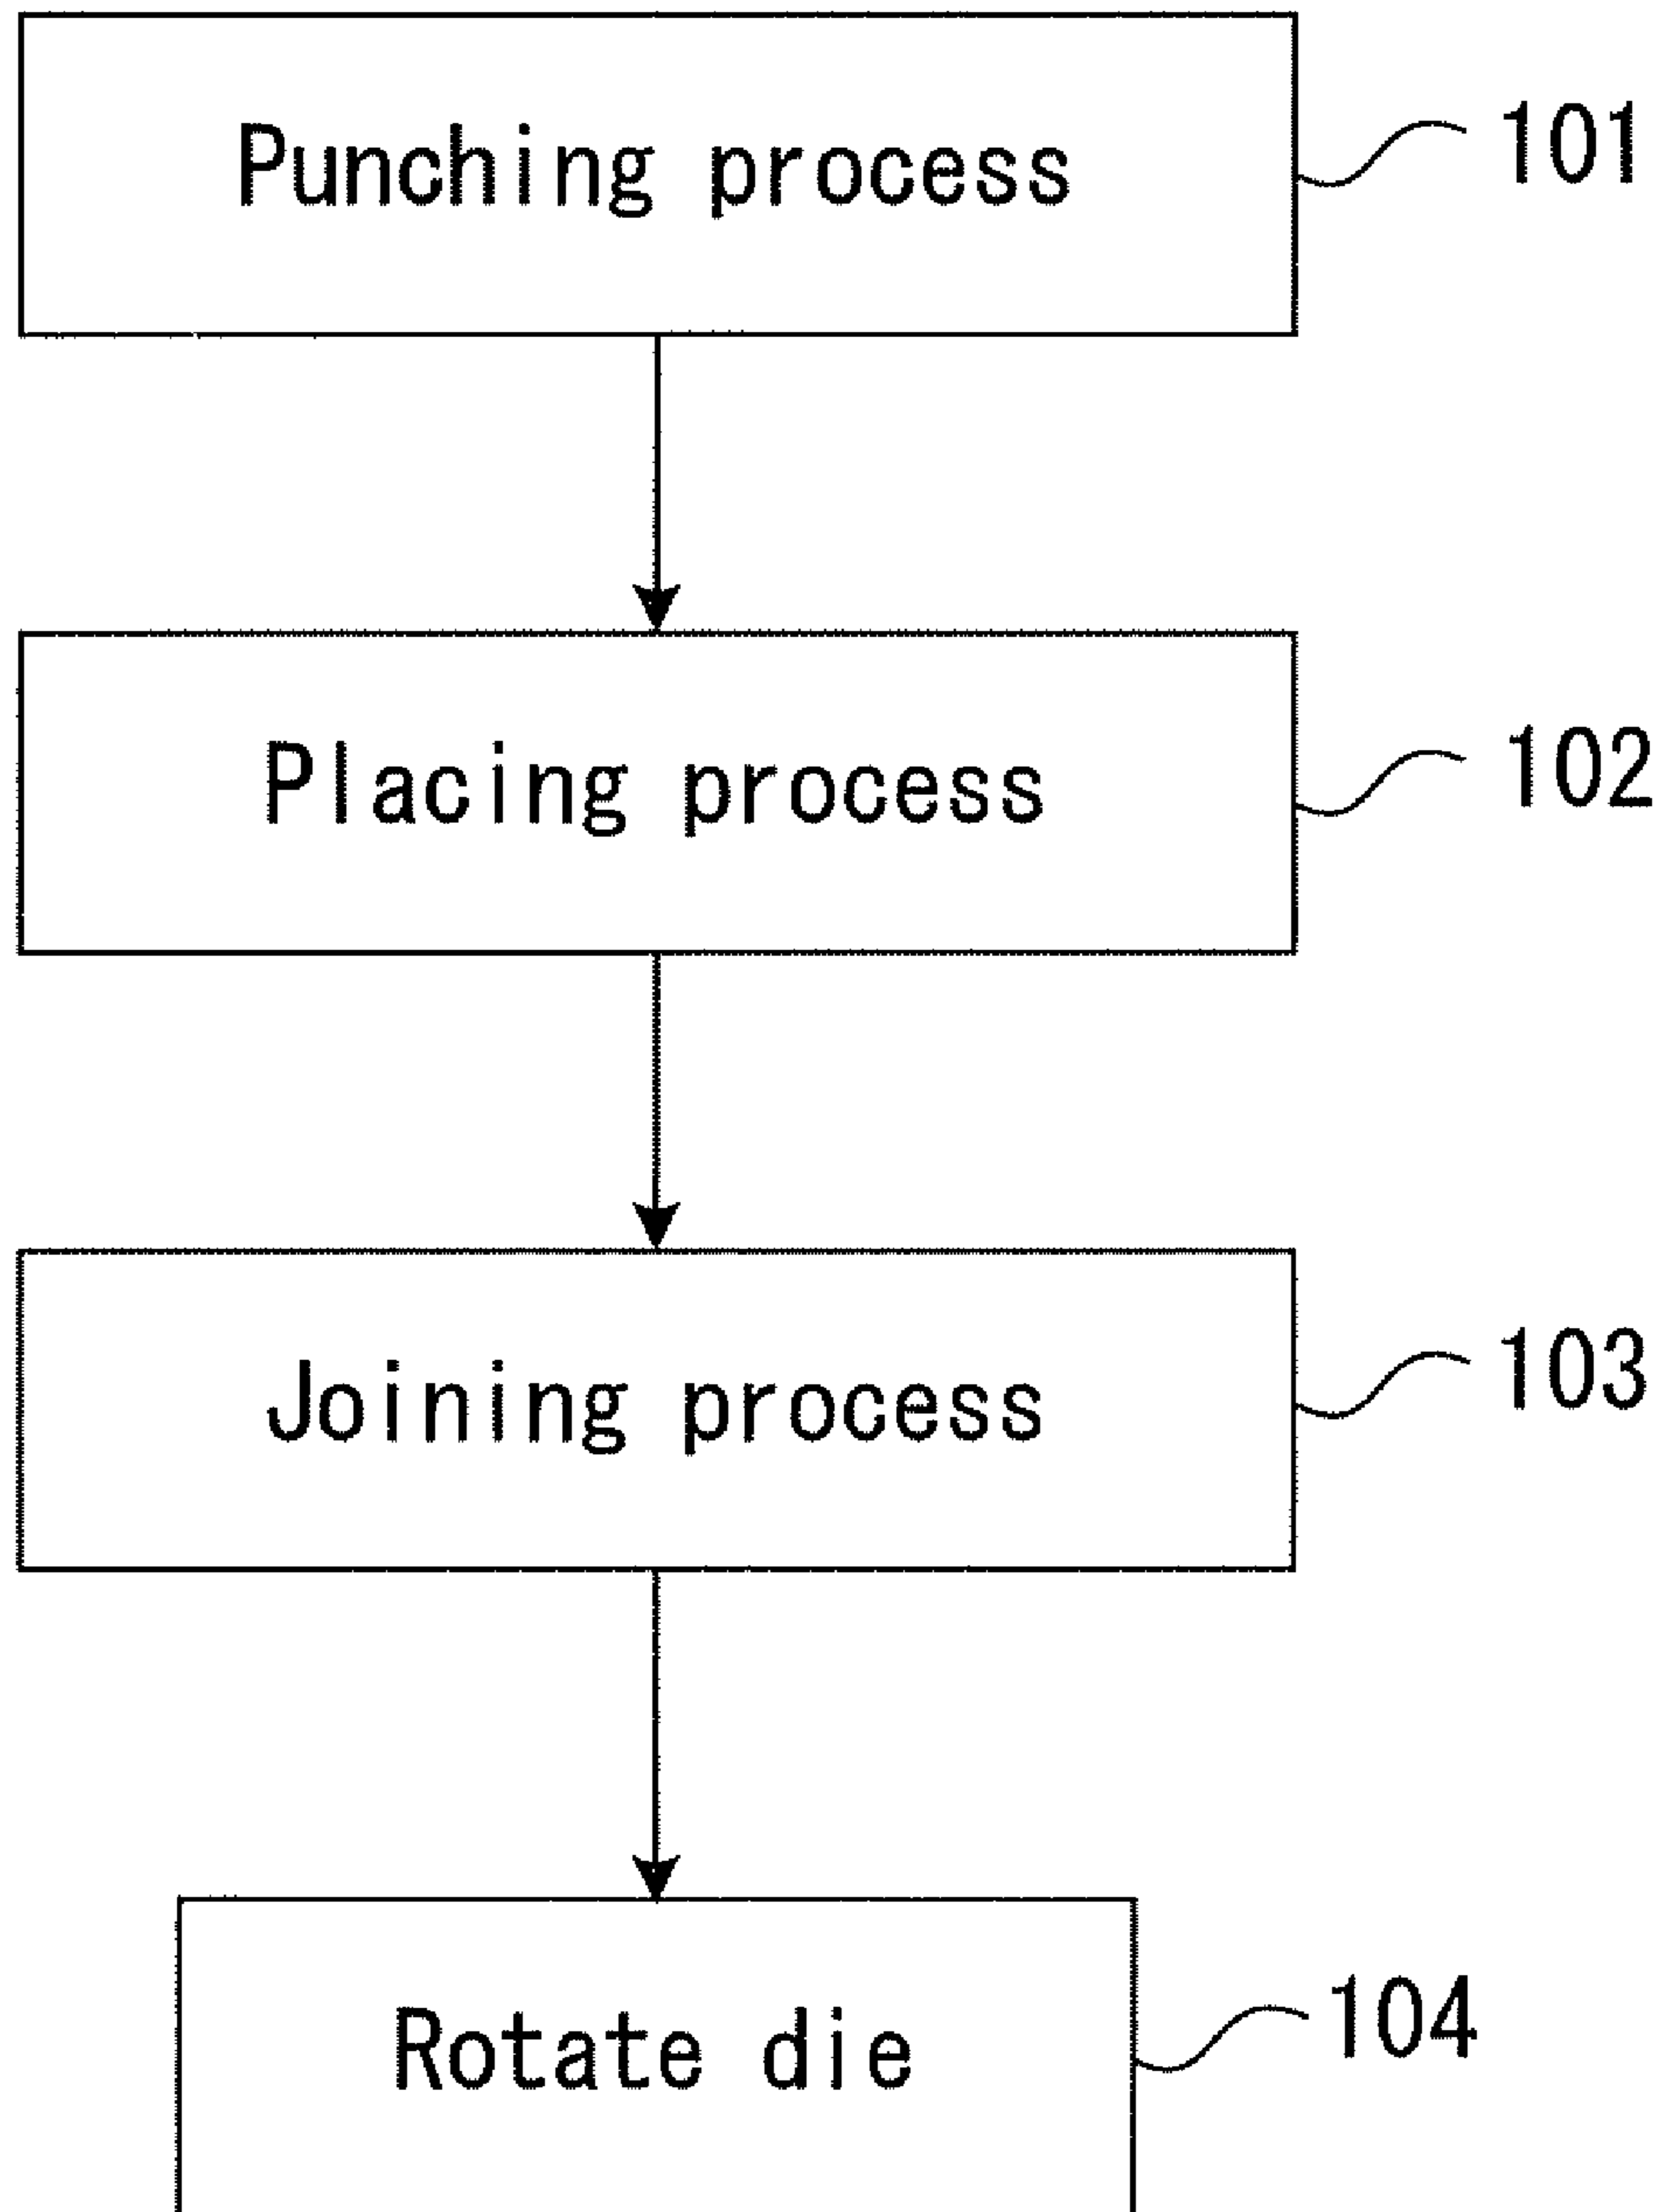 Punching process
101
Placing process
102
Joining process
103
Rotate die
104